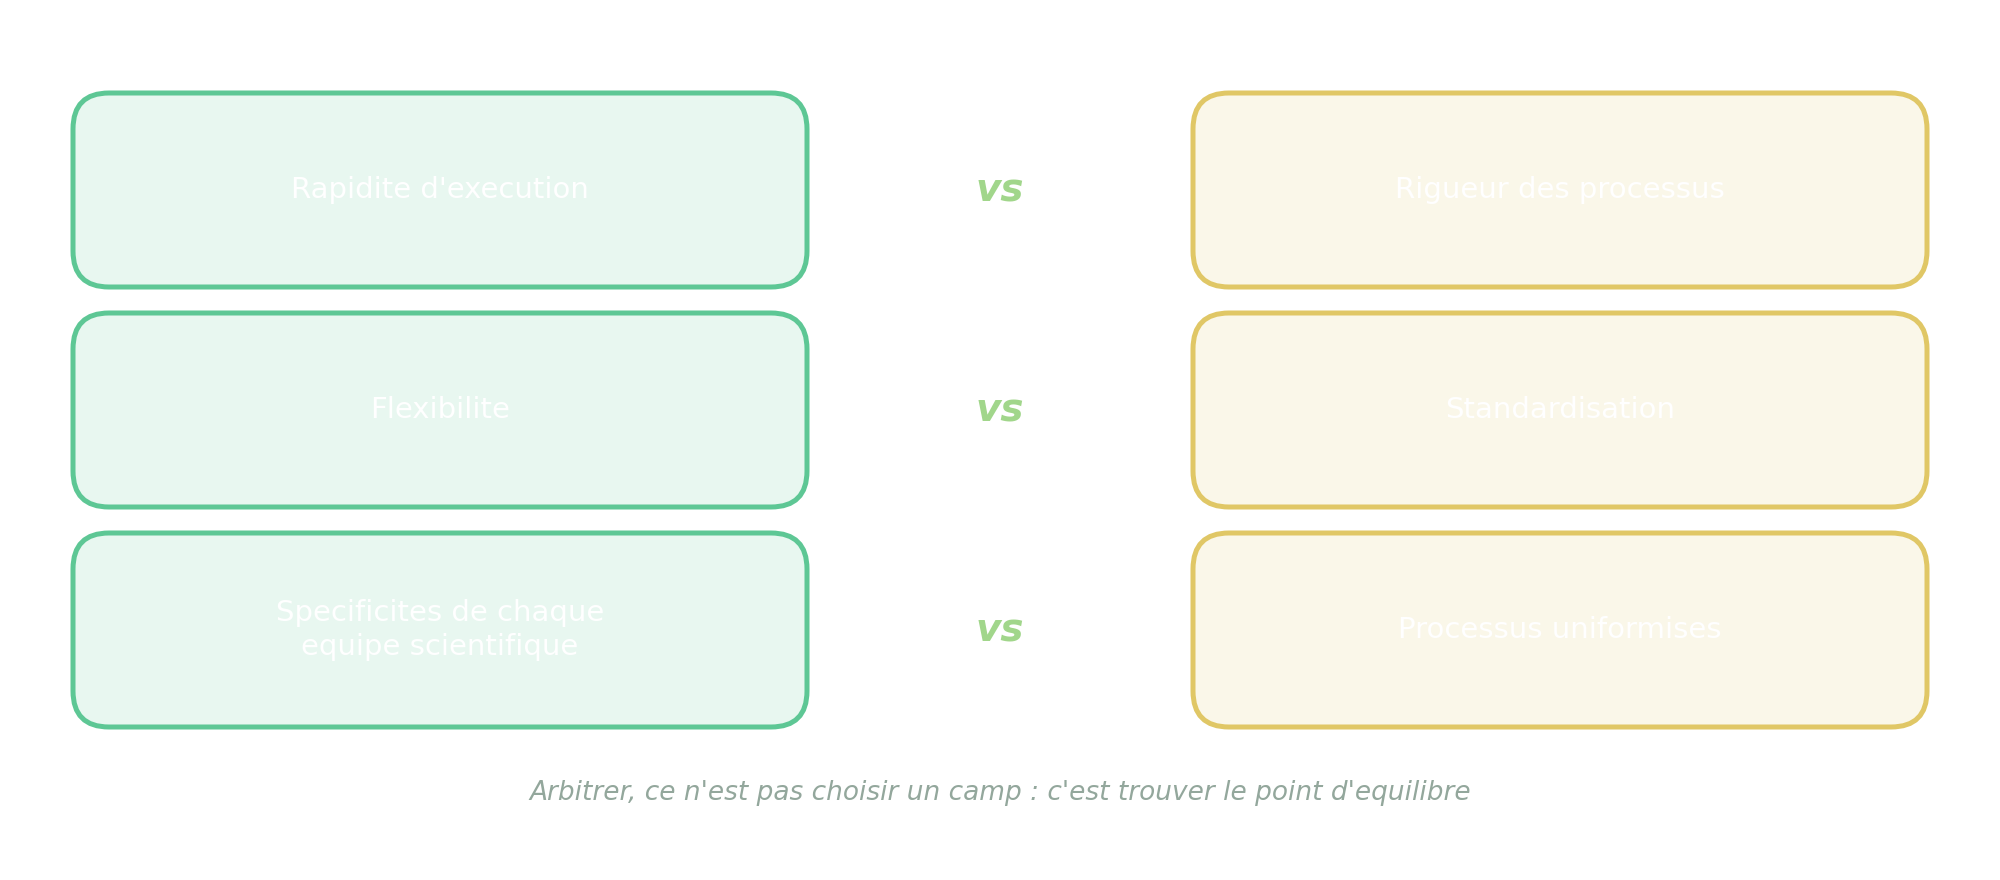 Rapidite d'execution
vs
Rigueur des processus
Flexibilite
vs
Standardisation
Specificites de chaque
equipe scientifique
vs
Processus uniformises
Arbitrer, ce n'est pas choisir un camp : c'est trouver le point d'equilibre